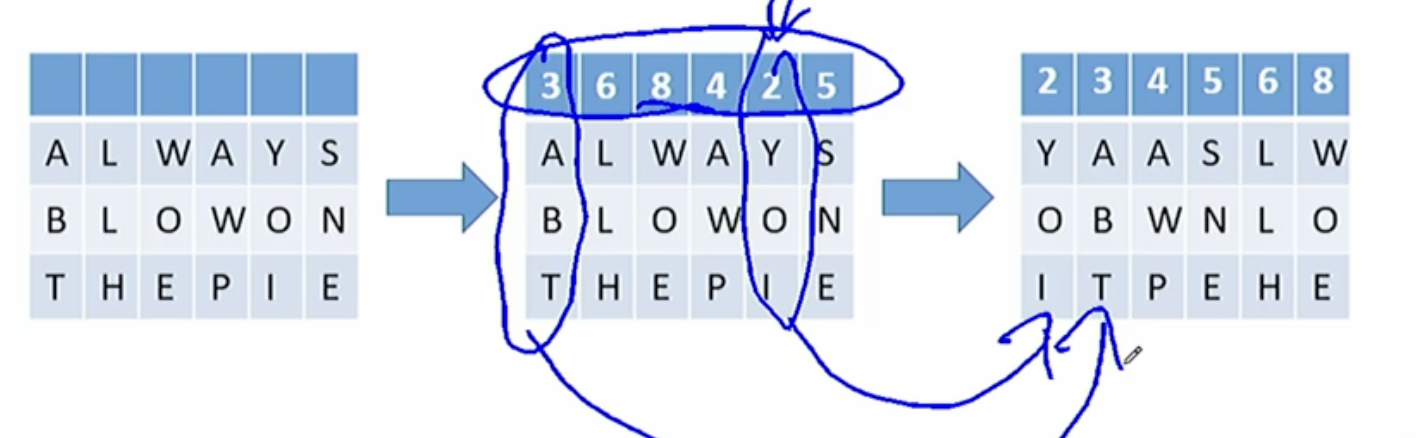 3 6 8 4 2 5 2 3 4 5 6 8
A L W A Y S A L W A Y S Y A A S L W
B L O W O N B L O W O N O B W N L O
T H E P I E T H E P I E I T P E H E